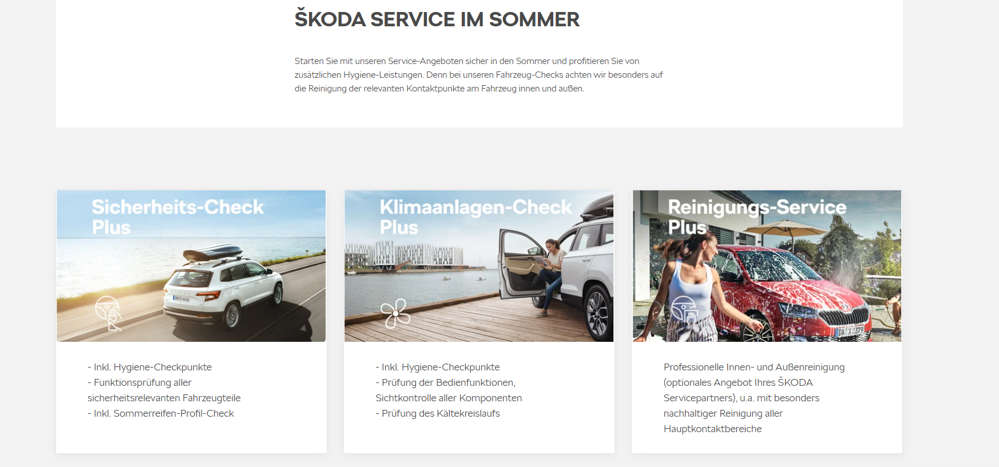 ŠKODA SERVICE IM SOMMER
Starten Sie mit unseren Service-Angeboten sicher in den Sommer und profitieren Sie von
zusätzlichen Hygiene-Leistungen. Denn bei unseren Fahrzeug-Checks achten wir besonders auf
die Reinigung der relevanten Kontaktpunkte am Fahrzeug innen und außen.
Sicherheits-Check
Plus
- Inkl. Hygiene-Checkpunkte
- Funktionsprüfung aller
sicherheitsrelevanten Fahrzeugteile
- Inkl. Sommerreifen-Profil-Check
Klimaanlagen-Check
Plus
- Inkl. Hygiene-Checkpunkte
- Prüfung der Bedienfunktionen,
Sichtkontrolle aller Komponenten
- Prüfung des Kältekreislaufs
Reinigungs-Service
Plus
DA X 2379
Professionelle Innen- und Außenreinigung
(optionales Angebot Ihres ŠKODA
Servicepartners), u.a. mit besonders
nachhaltiger Reinigung aller
Hauptkontaktbereiche